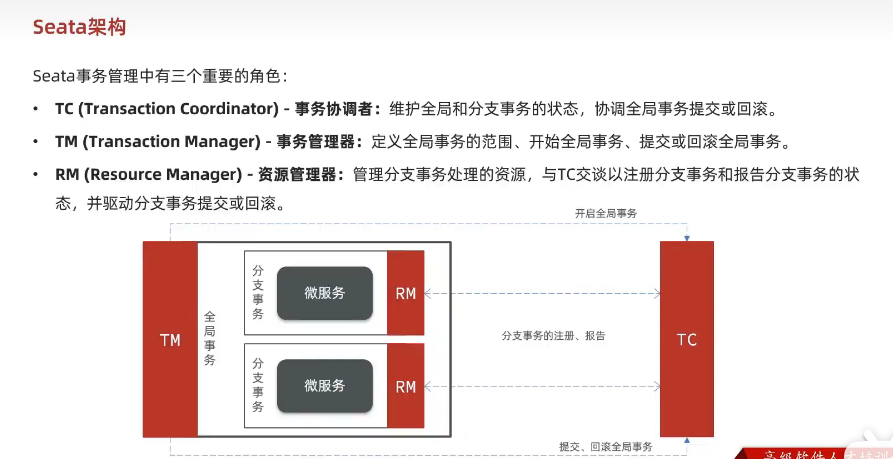 Seata架构
Seata事务管理中有三个重要的角色：
• TC (Transaction Coordinator) - 事务协调者：维护全局和分支事务的状态，协调全局事务提交或回滚。
• TM (Transaction Manager) - 事务管理器：定义全局事务的范围、开始全局事务、提交或回滚全局事务。
• RM (Resource Manager) - 资源管理器：管理分支事务处理的资源，与TC交谈以注册分支事务和报告分支事务的状
态，并驱动分支事务提交或回滚。
开启全局事务
TM
全局事务
分支事务
微服务
RM
分支事务的注册、报告
TC
分支事务
微服务
RM
提交、回滚全局事务
高级软件人才培训